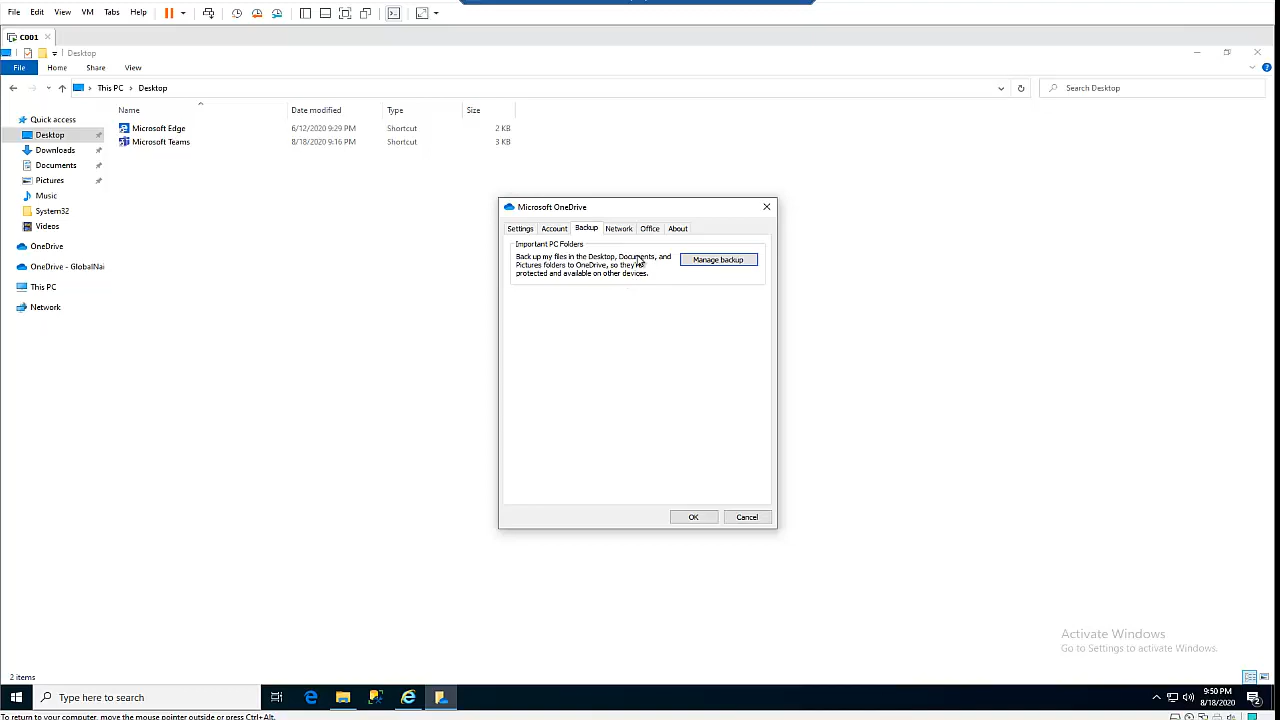 File Edit View VM Tabs Help
C001
Desktop
File Home Share View
This PC Desktop Search Desktop
Name Date modified Type Size
Quick access
Microsoft Edge 6/12/2020 9:29 PM Shortcut 2 KB
Desktop
Microsoft Teams 8/18/2020 9:16 PM Shortcut 3 KB
Downloads
Documents
Pictures
Music
System32
Videos
OneDrive
OneDrive - GlobalNai
This PC
Network
Microsoft OneDrive
Settings Account Backup Network Office About
Important PC Folders
Back up my files in the Desktop, Documents, and
Pictures folders to OneDrive, so they're
protected and available on other devices.
Manage backup
OK Cancel
Activate Windows
Go to Settings to activate Windows.
2 items
Type here to search
9:50 PM
8/18/2020
2
To return to your computer, move the mouse pointer outside or press Ctrl+Alt.